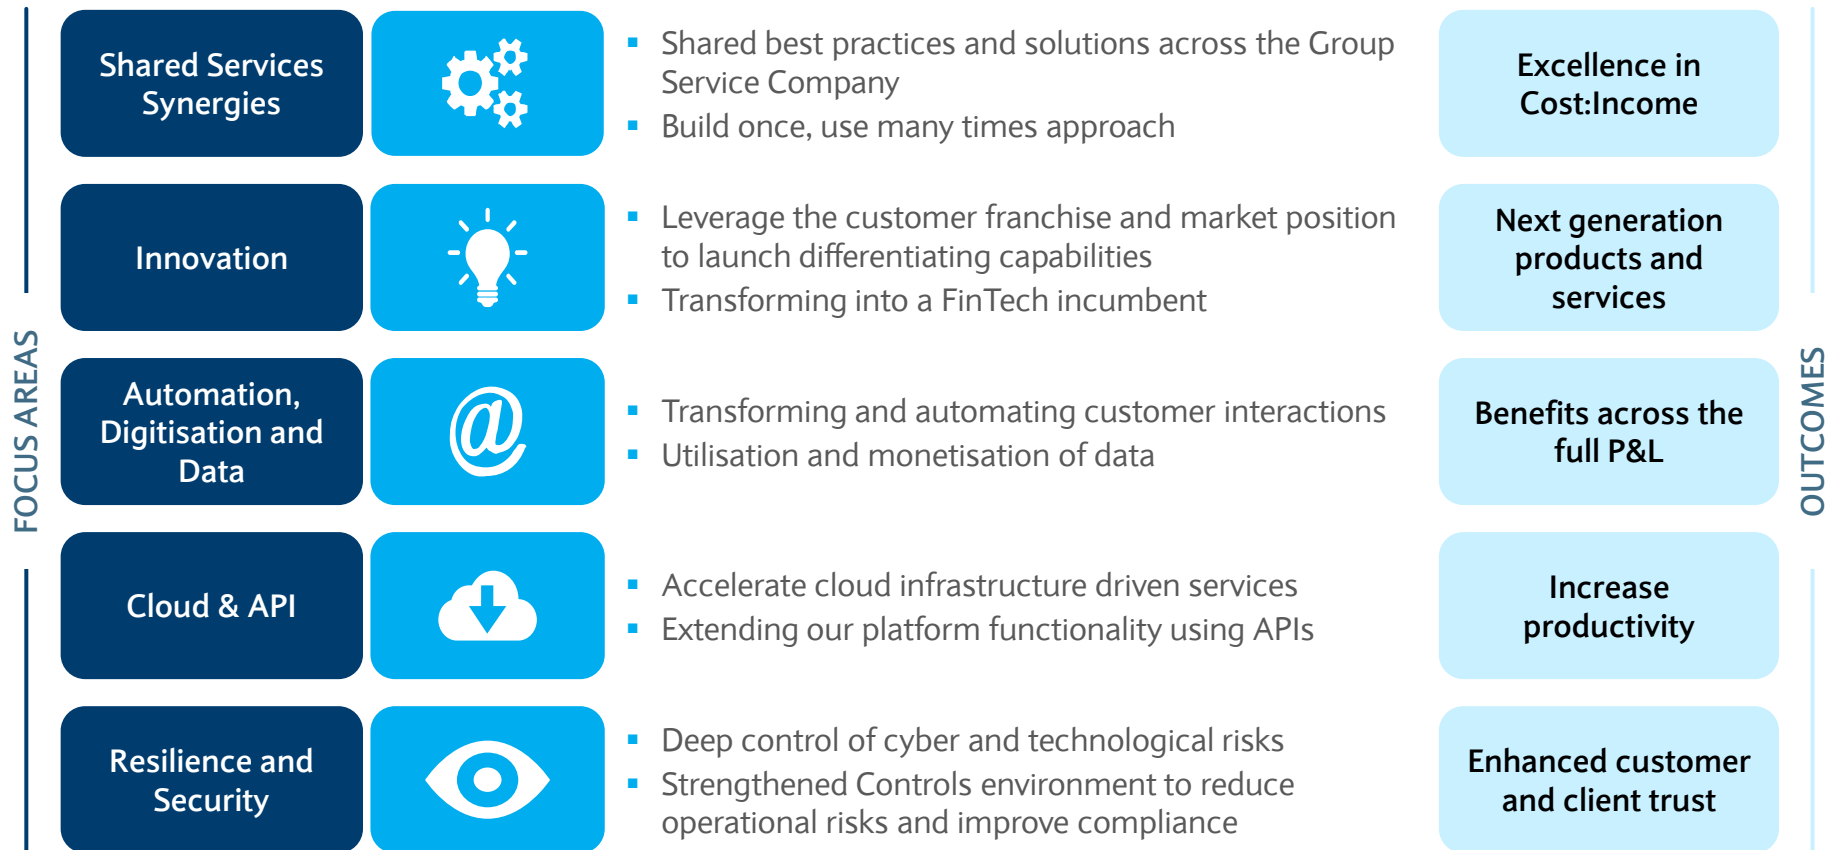 FOCUS AREAS
Shared Services
Synergies
▪ Shared best practices and solutions across the Group
Service Company
▪ Build once, use many times approach
Excellence in
Cost:Income
Innovation
▪ Leverage the customer franchise and market position
to launch differentiating capabilities
▪ Transforming into a FinTech incumbent
Next generation
products and
services
Automation,
Digitisation and
Data
@
▪ Transforming and automating customer interactions
▪ Utilisation and monetisation of data
Benefits across the
full P&L
Cloud & API
▪ Accelerate cloud infrastructure driven services
▪ Extending our platform functionality using APIs
Increase
productivity
Resilience and
Security
▪ Deep control of cyber and technological risks
▪ Strengthened Controls environment to reduce
operational risks and improve compliance
Enhanced customer
and client trust
OUTCOMES